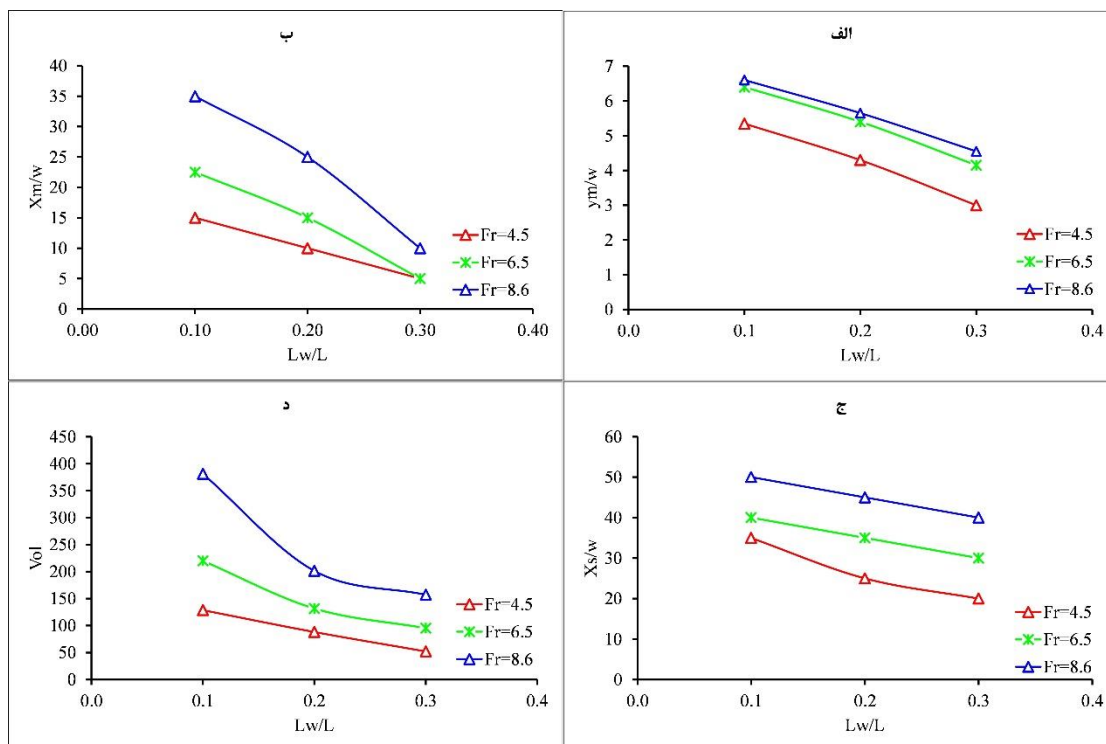 الف
7
6
5
4
3
2
1
0
ym/w
0.0 0.1 0.2 0.3 0.4
Lw/L
Fr=4.5
Fr=6.5
Fr=8.6
ب
40
35
30
25
20
15
10
5
0
Xm/w
0.00 0.10 0.20 0.30 0.40
Lw/L
Fr=4.5
Fr=6.5
Fr=8.6
ج
60
50
40
30
20
10
0
Xs/w
0.0 0.1 0.2 0.3 0.4
Lw/L
Fr=4.5
Fr=6.5
Fr=8.6
د
450
400
350
300
250
200
150
100
50
0
Vol
0.0 0.1 0.2 0.3 0.4
Lw/L
Fr=4.5
Fr=6.5
Fr=8.6